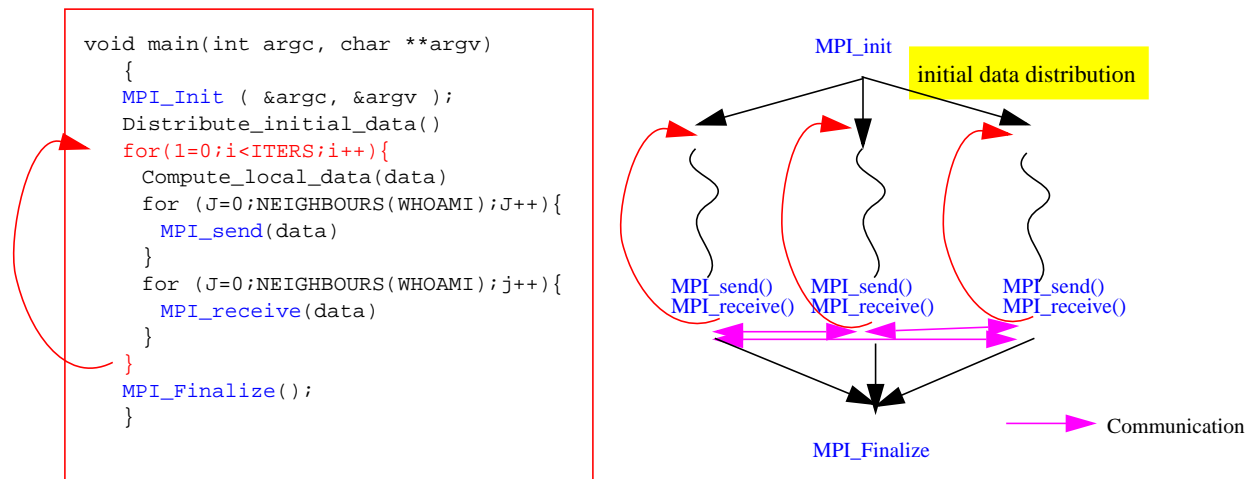 void main(int argc, char **argv)
{
MPI_Init ( &argc, &argv );
Distribute_initial_data()
for(l=0;i<ITERS;i++){
Compute_local_data(data)
for (J=0;NEIGHBOURS(WHOAMI);J++){
MPI_send(data)
}
for (J=0;NEIGHBOURS(WHOAMI);j++){
MPI_receive(data)
}
}
MPI_Finalize();
}
MPI_init
initial data distribution
MPI_send() MPI_send() MPI_send()
MPI_receive() MPI_receive() MPI_receive()
Communication
MPI_Finalize